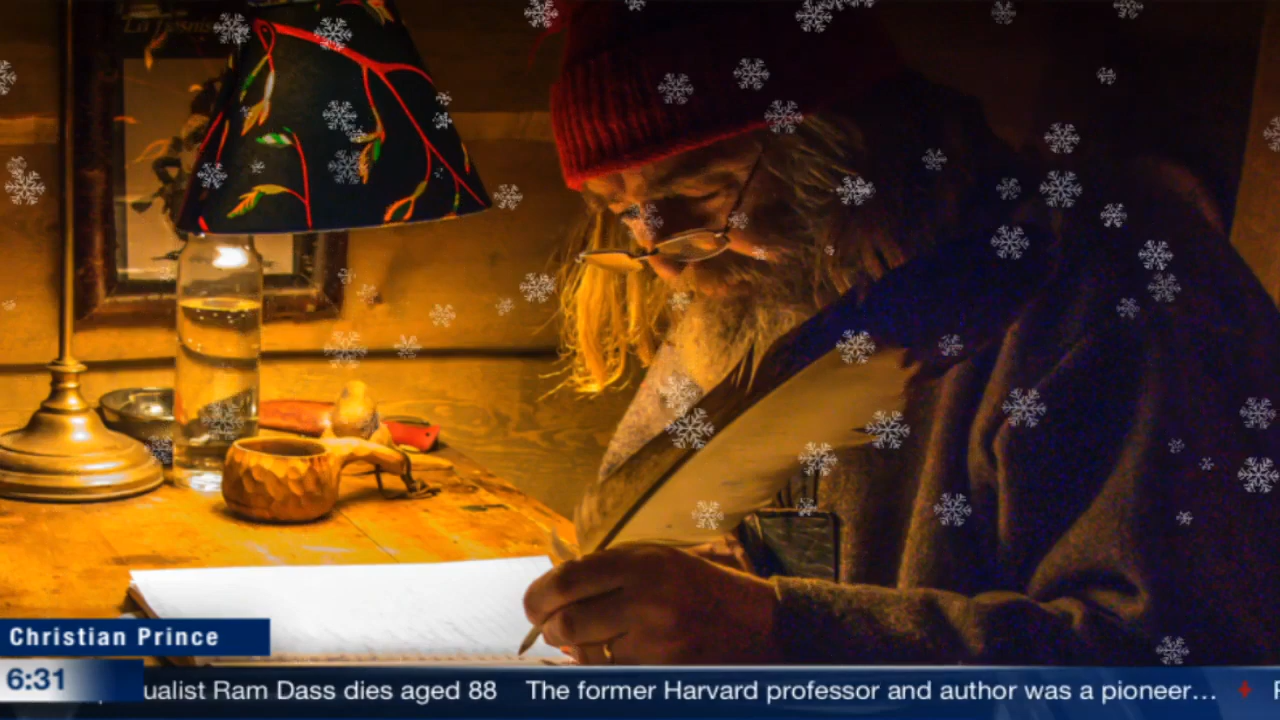 Christian Prince
6:31
ualist Ram Dass dies aged 88 The former Harvard professor and author was a pioneer…